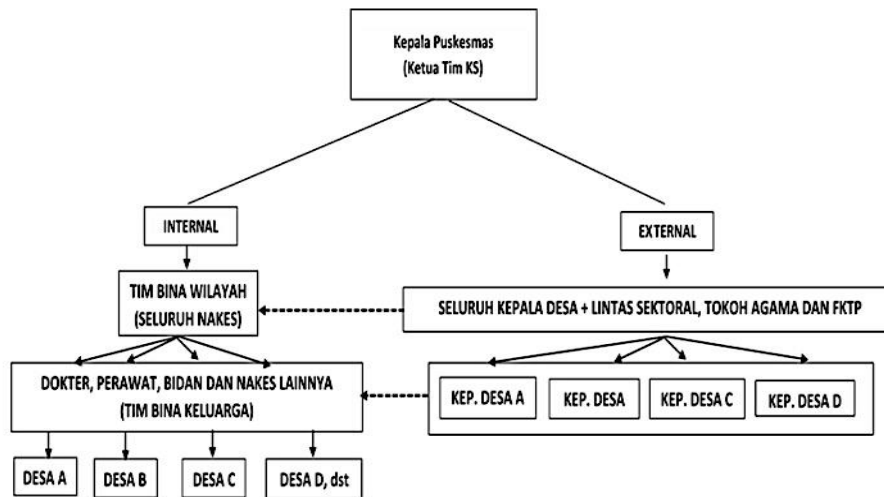 Kepala Puskesmas
(Ketua Tim KS)
INTERNAL
EXTERNAL
TIM BINA WILAYAH
(SELURUH NAKES)
SELURUH KEPALA DESA + LINTAS SEKTORAL, TOKOH AGAMA DAN FKTP
DOKTER, PERAWAT, BIDAN DAN NAKES LAINNYA
(TIM BINA KELUARGA)
KEP. DESA A
KEP. DESA
KEP. DESA C
KEP. DESA D
DESA A
DESA B
DESA C
DESA D, dst